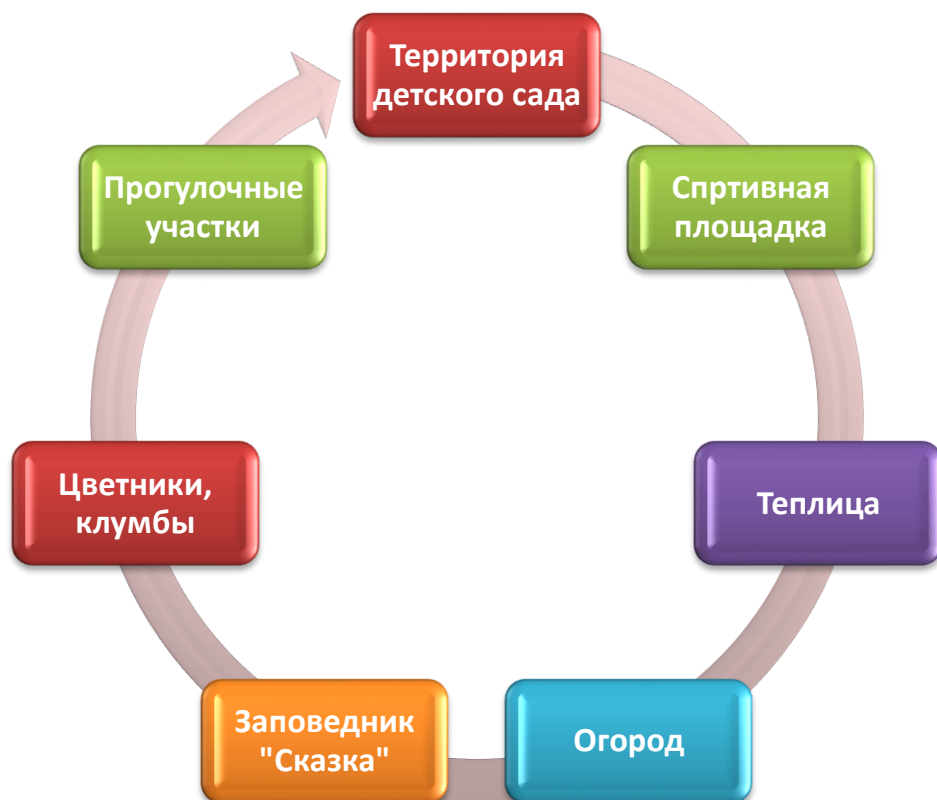 Территория
детского сада
Спртивная
площадка
Теплица
Огород
Заповедник
"Сказка"
Цветники,
клумбы
Прогулочные
участки